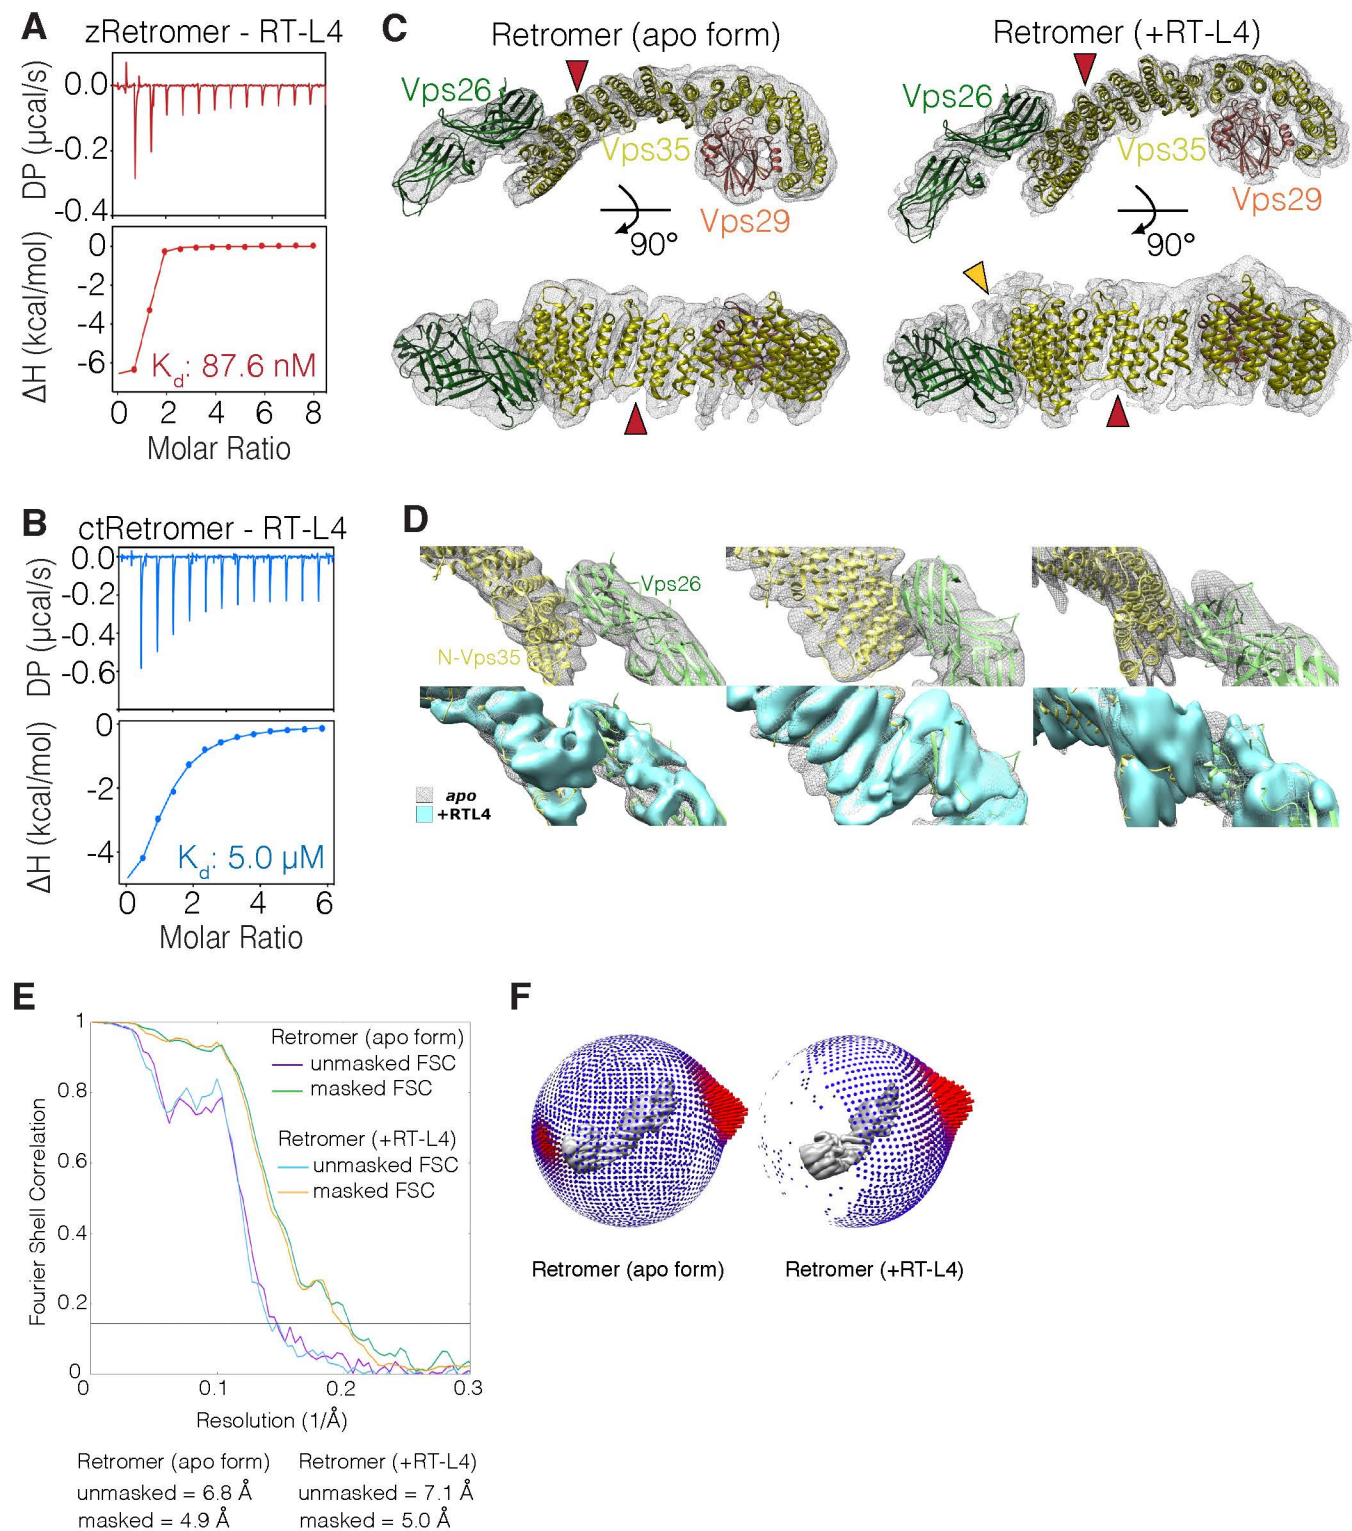 A
zRetromer - RT-L4
0.0
-0.2
-0.4
DP (µcal/s)
0
-2
-4
-6
ΔH (kcal/mol)
Kd: 87.6 nM
0 2 4 6 8
Molar Ratio
B
ctRetromer - RT-L4
0.0
-0.2
-0.4
-0.6
DP (µcal/s)
0
-2
-4
ΔH (kcal/mol)
Kd: 5.0 µM
0 2 4 6
Molar Ratio
C
Retromer (apo form)
Vps26
Vps35
Vps29
90°
Retromer (+RT-L4)
Vps26
Vps35
Vps29
90°
D
Vps26
N-Vps35
apo
+RTL4
E
1
0.8
0.6
0.4
0.2
0
Fourier Shell Correlation
Retromer (apo form)
unmasked FSC
masked FSC
Retromer (+RT-L4)
unmasked FSC
masked FSC
0 0.1 0.2 0.3
Resolution (1/Å)
Retromer (apo form)
unmasked = 6.8 Å
masked = 4.9 Å
Retromer (+RT-L4)
unmasked = 7.1 Å
masked = 5.0 Å
F
Retromer (apo form)
Retromer (+RT-L4)